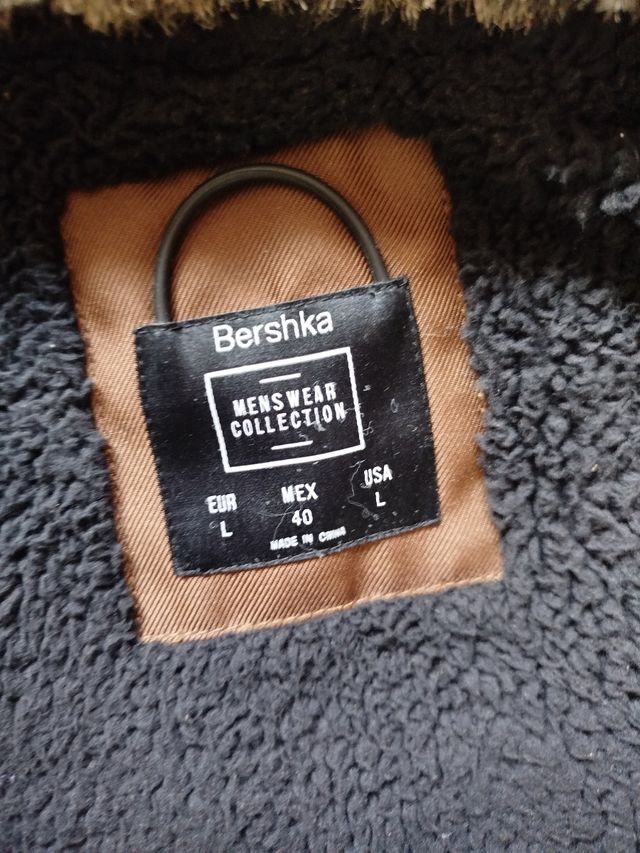 Bershka
MENSWEAR
COLLECTION
EUR MEX USA
L 40 L
MADE IN CHINA